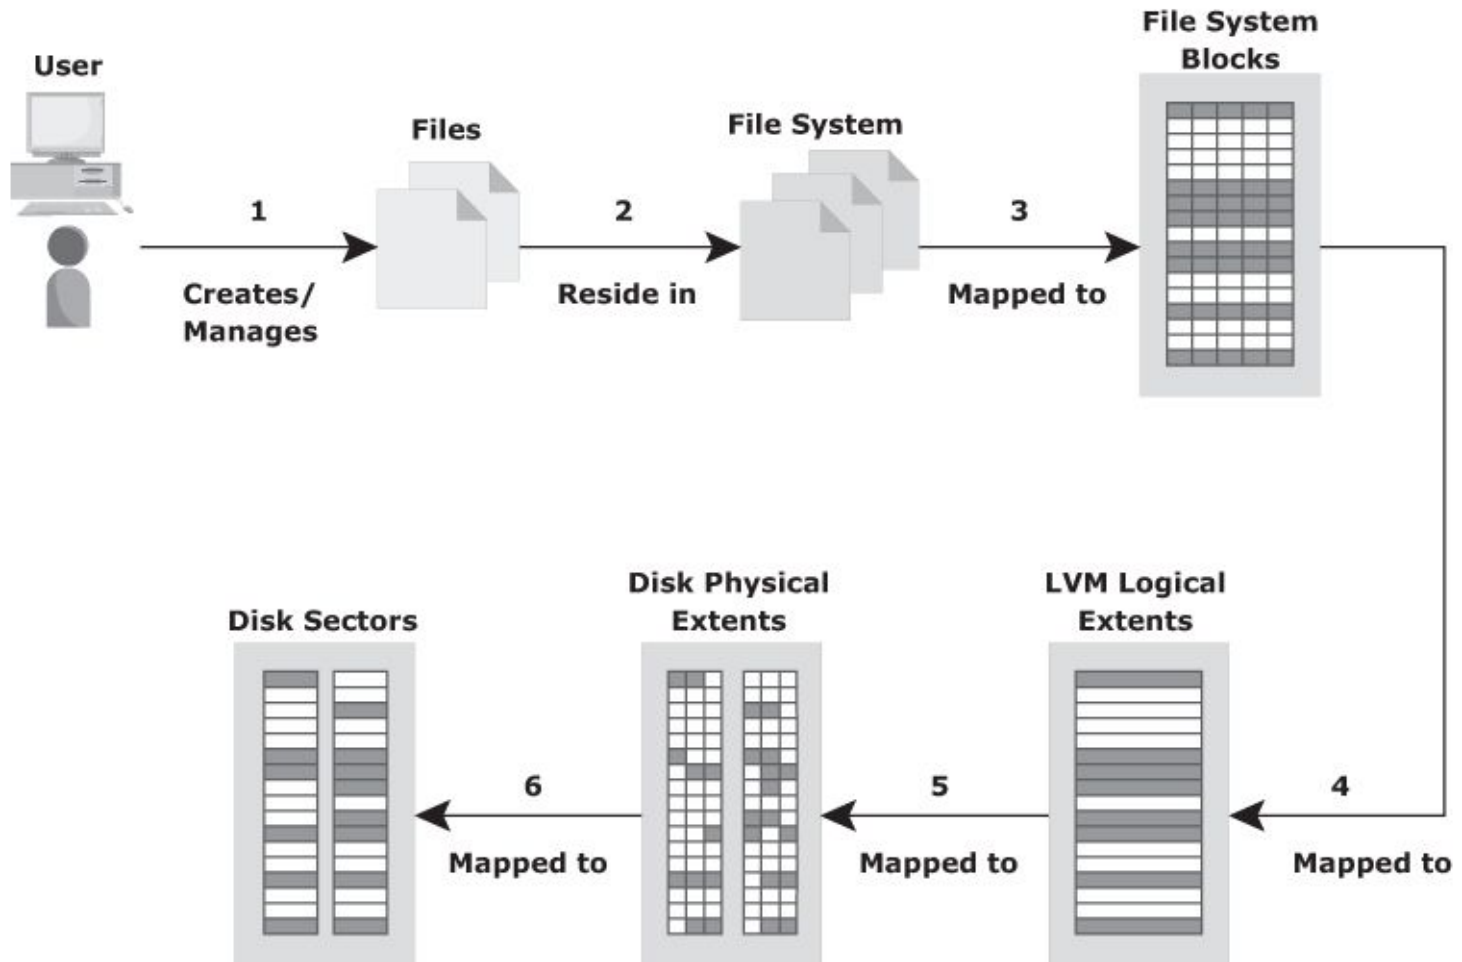 User
Files
File System
File System
Blocks
1
Creates/
Manages
2
Reside in
3
Mapped to
4
Mapped to
LVM Logical
Extents
5
Mapped to
Disk Physical
Extents
6
Mapped to
Disk Sectors